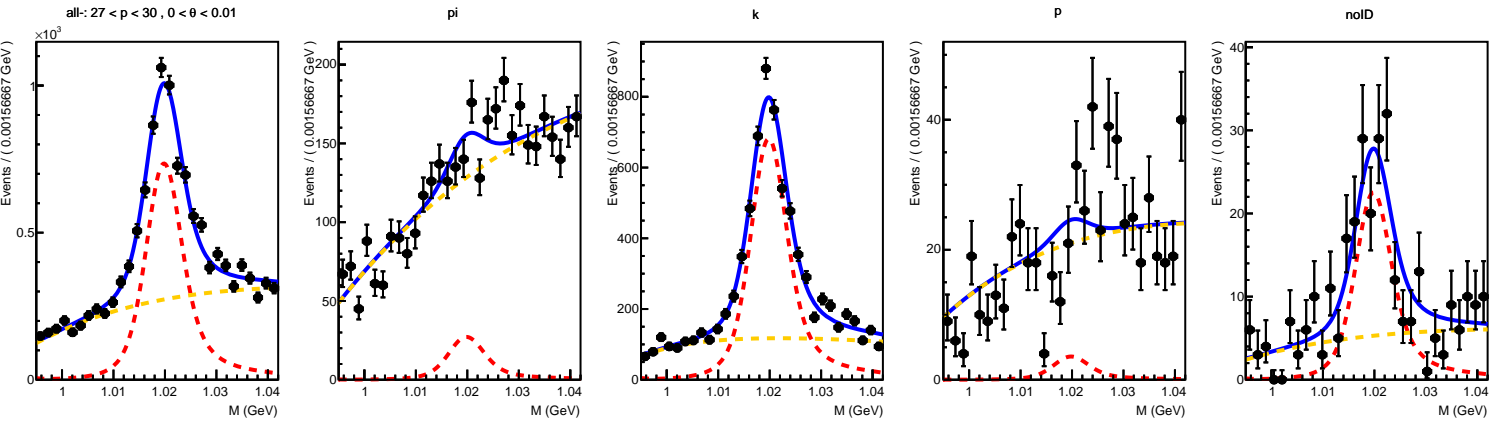 all-: 27 < p < 30 , 0 < θ < 0.01
×10³
Events / ( 0.00156667 GeV )
1
0.5
0
1 1.01 1.02 1.03 1.04
M (GeV)
pi
Events / ( 0.00156667 GeV )
200
150
100
50
0
1 1.01 1.02 1.03 1.04
M (GeV)
k
Events / ( 0.00156667 GeV )
800
600
400
200
0
1 1.01 1.02 1.03 1.04
M (GeV)
p
Events / ( 0.00156667 GeV )
40
20
0
1 1.01 1.02 1.03 1.04
M (GeV)
noID
Events / ( 0.00156667 GeV )
40
30
20
10
0
1 1.01 1.02 1.03 1.04
M (GeV)